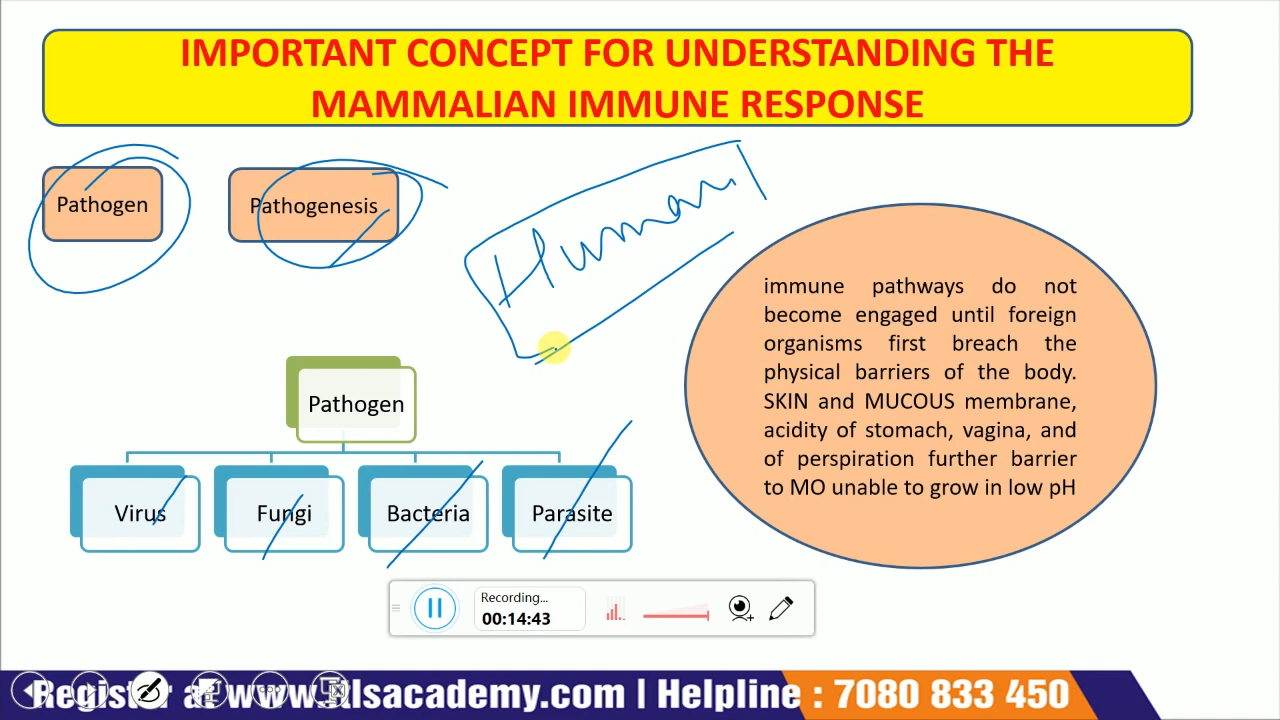 IMPORTANT CONCEPT FOR UNDERSTANDING THE
MAMMALIAN IMMUNE RESPONSE
Pathogen
Pathogenesis
Human
immune pathways do not
become engaged until foreign
organisms first breach the
physical barriers of the body.
SKIN and MUCOUS membrane,
acidity of stomach, vagina, and
of perspiration further barrier
to MO unable to grow in low pH
Pathogen
Virus
Fungi
Bacteria
Parasite
Recording...
00:14:43
Register at www. | Helpline : 7080 833 450